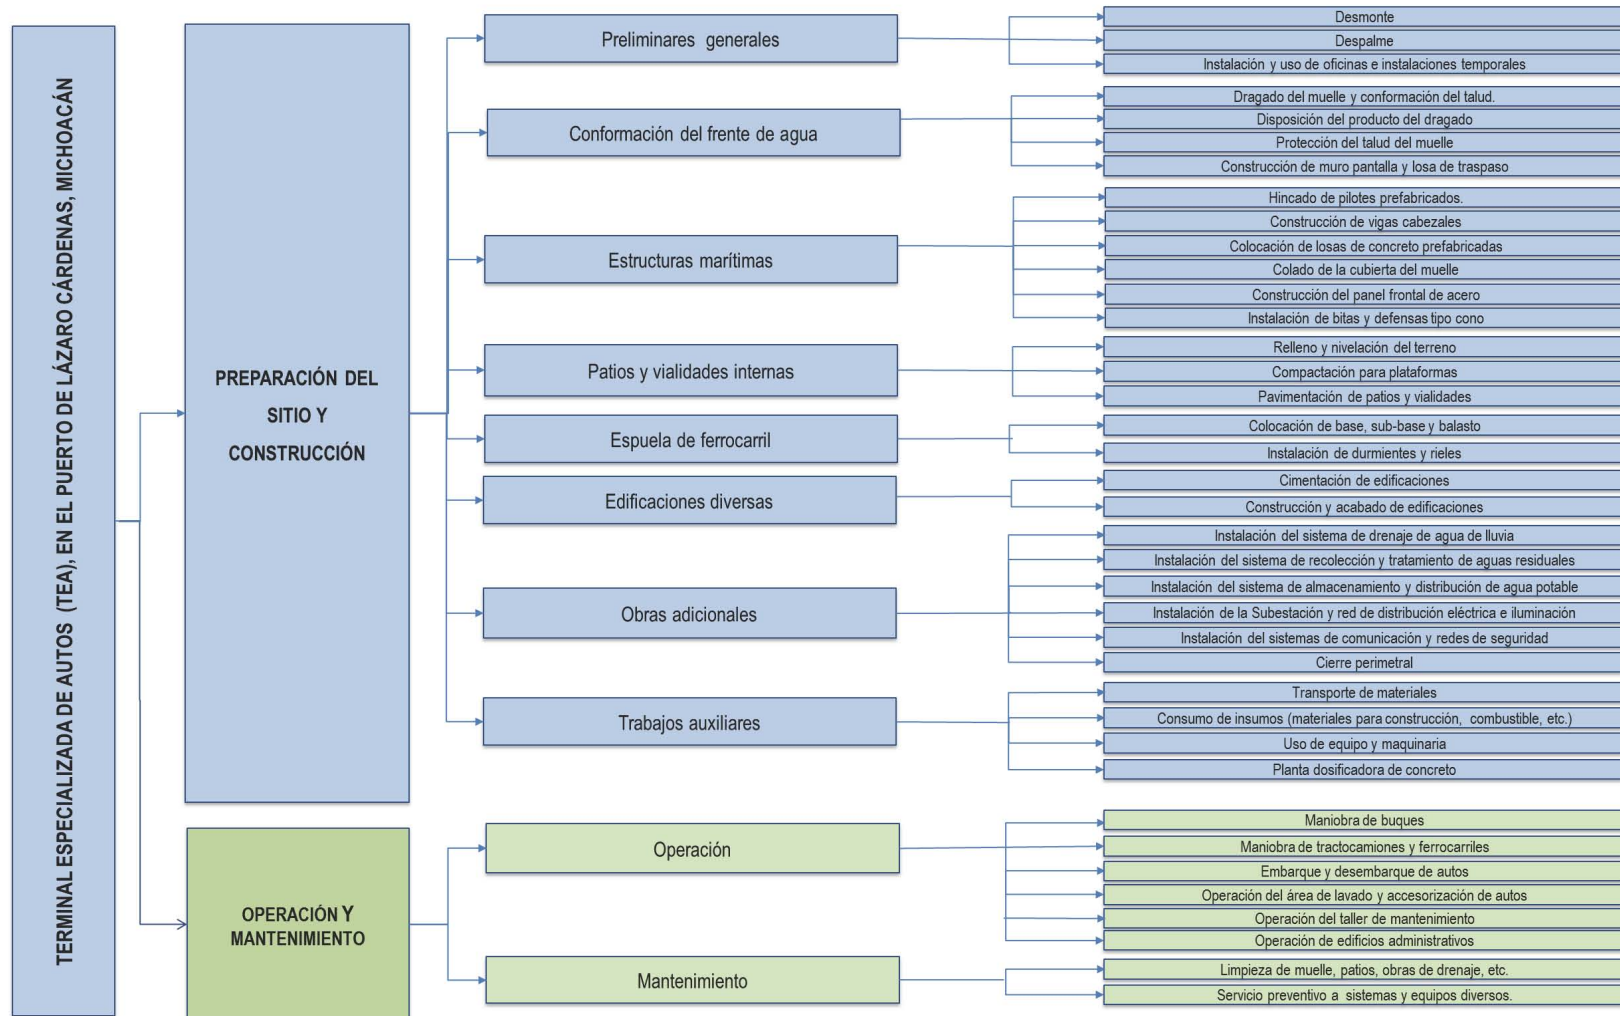 TERMINAL ESPECIALIZADA DE AUTOS (TEA), EN EL PUERTO DE LÁZARO CÁRDENAS, MICHOACÁN
PREPARACIÓN DEL
SITIO Y
CONSTRUCCIÓN
Preliminares generales
Desmonte
Despalme
Instalación y uso de oficinas e instalaciones temporales
Conformación del frente de agua
Dragado del muelle y conformación del talud.
Disposición del producto del dragado
Protección del talud del muelle
Construcción de muro pantalla y losa de traspaso
Estructuras marítimas
Hincado de pilotes prefabricados.
Construcción de vigas cabezales
Colocación de losas de concreto prefabricadas
Colado de la cubierta del muelle
Construcción del panel frontal de acero
Instalación de bitas y defensas tipo cono
Patios y vialidades internas
Relleno y nivelación del terreno
Compactación para plataformas
Pavimentación de patios y vialidades
Espuela de ferrocarril
Colocación de base, sub-base y balasto
Instalación de durmientes y rieles
Edificaciones diversas
Cimentación de edificaciones
Construcción y acabado de edificaciones
Obras adicionales
Instalación del sistema de drenaje de agua de lluvia
Instalación del sistema de recolección y tratamiento de aguas residuales
Instalación del sistema de almacenamiento y distribución de agua potable
Instalación de la Subestación y red de distribución eléctrica e iluminación
Instalación del sistemas de comunicación y redes de seguridad
Cierre perimetral
Trabajos auxiliares
Transporte de materiales
Consumo de insumos (materiales para construcción, combustible, etc.)
Uso de equipo y maquinaria
Planta dosificadora de concreto
OPERACIÓN Y
MANTENIMIENTO
Operación
Maniobra de buques
Maniobra de tractocamiones y ferrocarriles
Embarque y desembarque de autos
Operación del área de lavado y accesorización de autos
Operación del taller de mantenimiento
Operación de edificios administrativos
Mantenimiento
Limpieza de muelle, patios, obras de drenaje, etc.
Servicio preventivo a sistemas y equipos diversos.